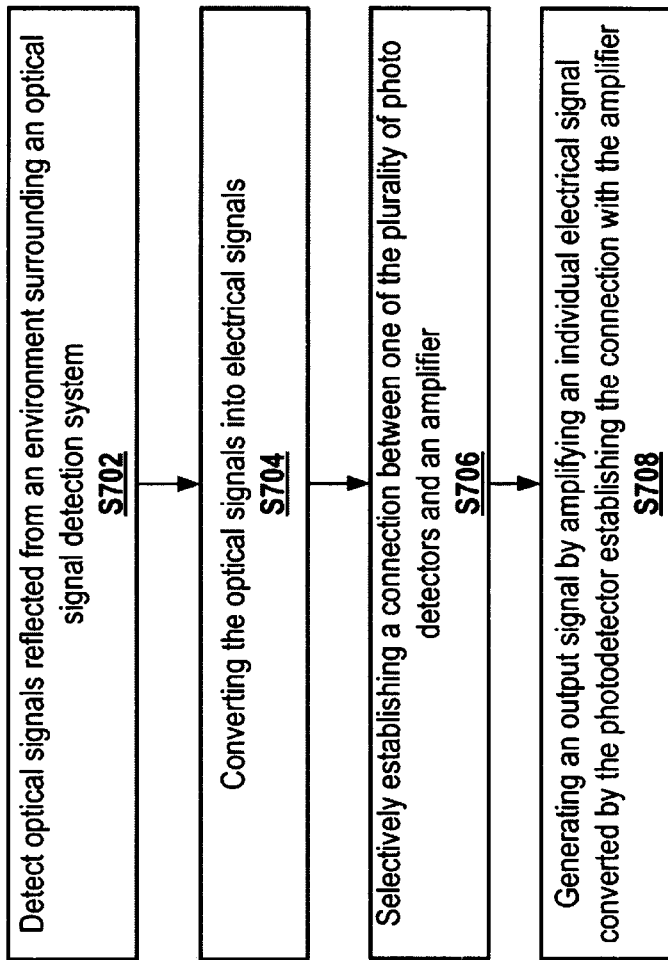 Detect optical signals reflected from an environment surrounding an optical
signal detection system
S702
Converting the optical signals into electrical signals
S704
Selectively establishing a connection between one of the plurality of photo
detectors and an amplifier
S706
Generating an output signal by amplifying an individual electrical signal
converted by the photodetector establishing the connection with the amplifier
S708